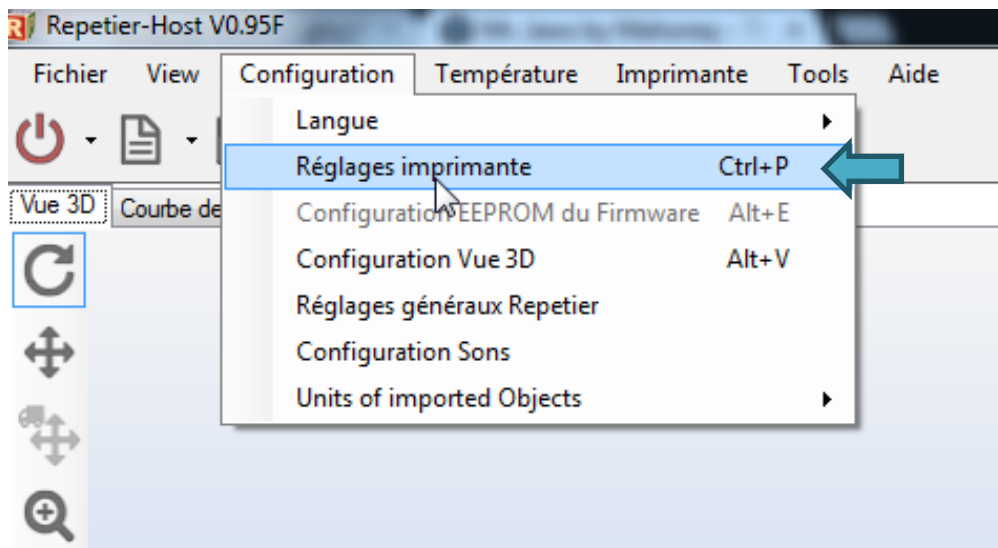 Repetier-Host V0.95F
Fichier View Configuration Température Imprimante Tools Aide
Langue
Réglages imprimante Ctrl+P
Vue 3D Courbe de
Configuration EEPROM du Firmware Alt+E
Configuration Vue 3D Alt+V
Réglages généraux Repetier
Configuration Sons
Units of imported Objects